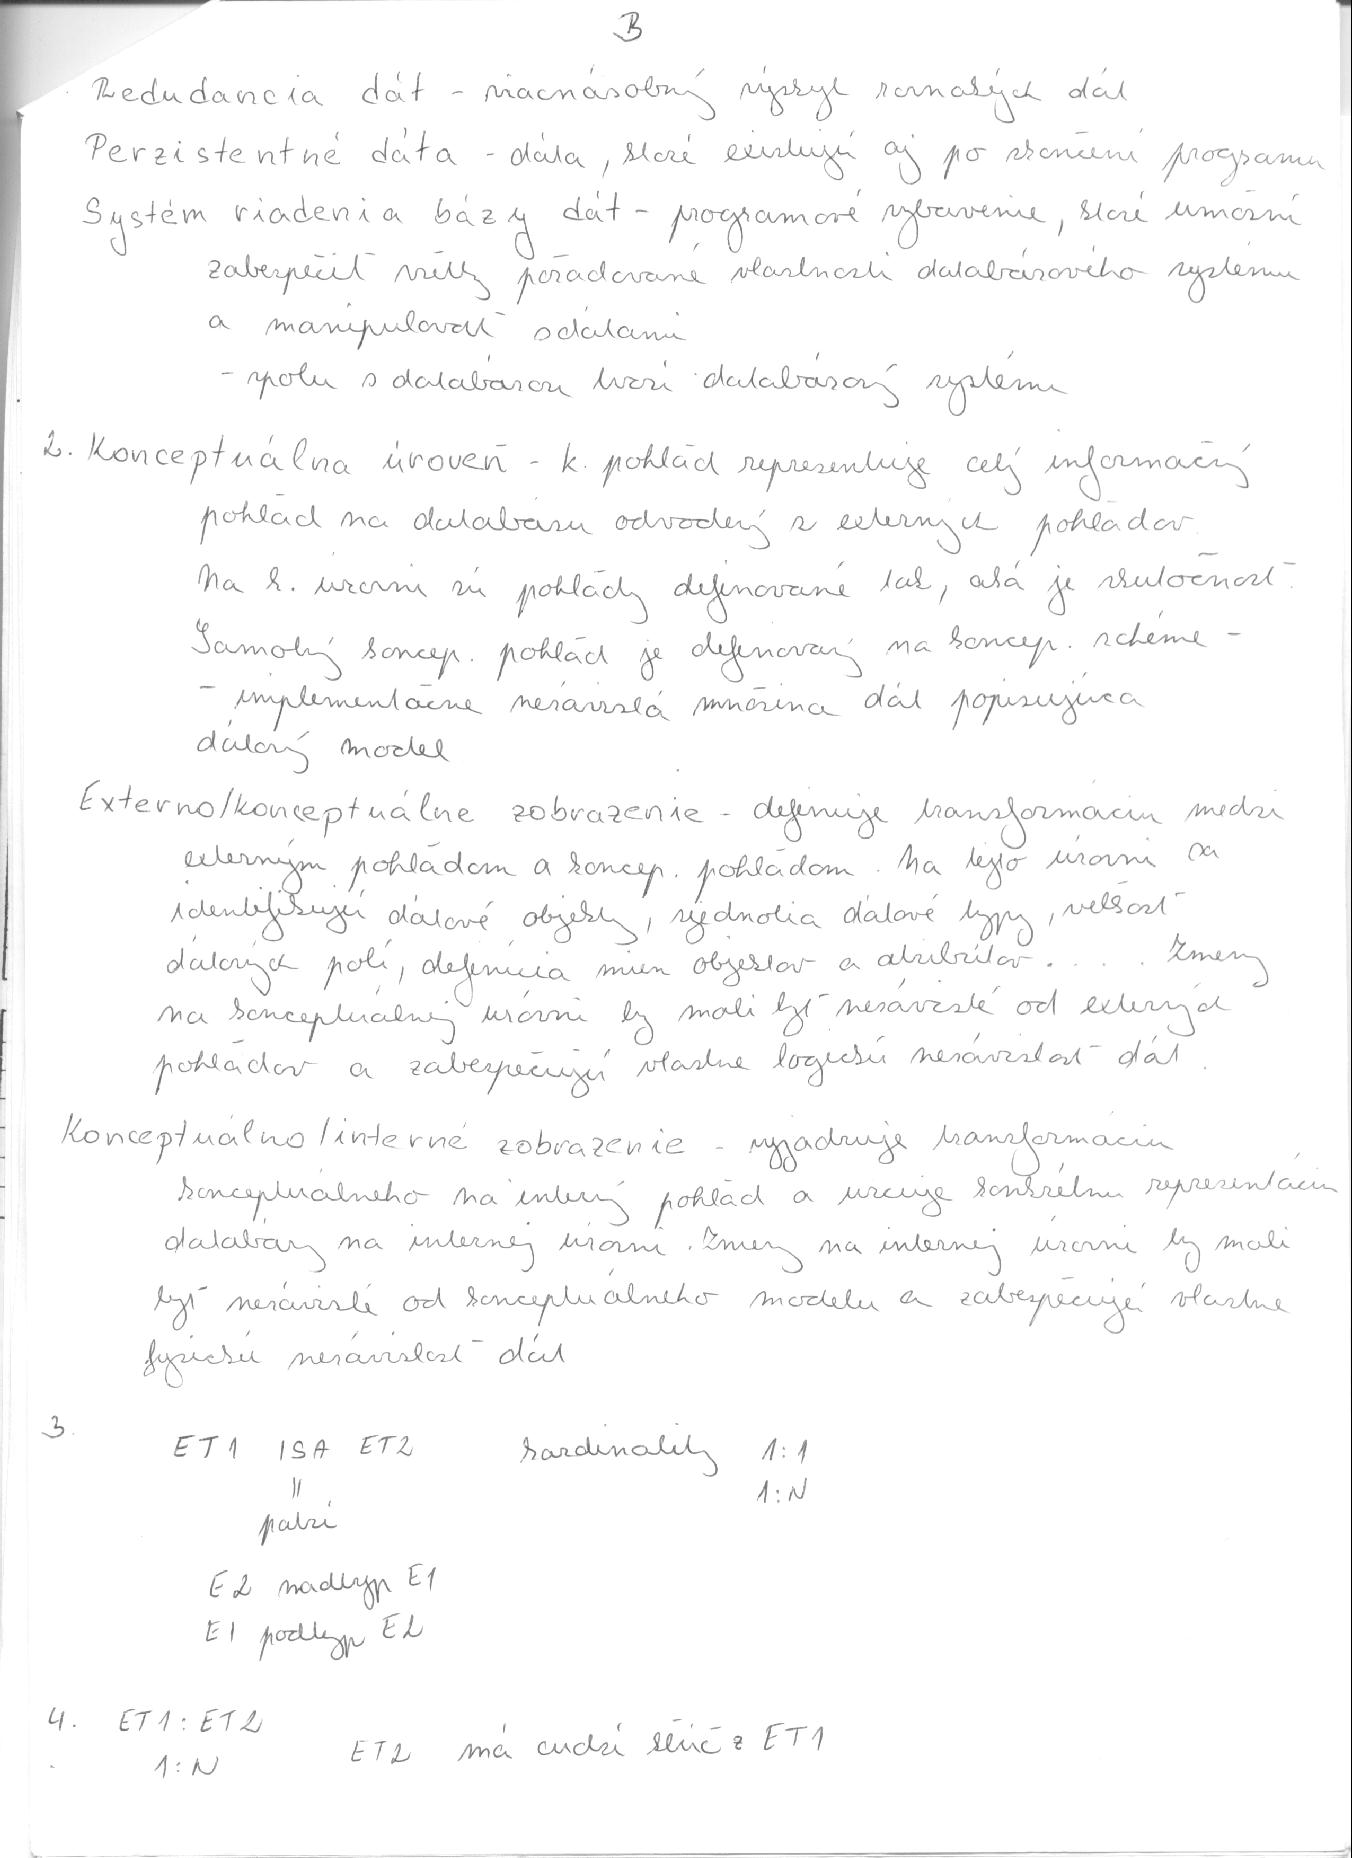 B
Redudancia dát - viacnásobný výskyt rovnakých dát
Perzistentné dáta - dáta, ktoré existujú aj po skončení programu
Systém riadenia bázy dát - programové vybavenie, ktoré umožní
zabezpečiť všetky požadované vlastnosti databázového systému
a manipulovať s dátami
- spolu s databázou tvorí databázový systému
2. Konceptuálna úroveň - k. pohľad reprezentuje celý informačný
pohľad na databázu odvodený z externých pohľadov.
Na k. úrovni sú pohľady definované tak, aká je skutočnosť.
Samotný koncep. pohľad je definovaný na koncep. schéme -
- implementačne nezávislá množina dát popisujúca
dátový model
Externo/konceptuálne zobrazenie - definuje transformáciu medzi
externým pohľadom a koncep. pohľadom. Na tejto úrovni sa
identifikujú dátové objekty, zjednotia dátové typy, veľkosť
dátových polí, definícia mien objektov a atribútov.... Zmeny
na konceptuálnej úrovni by mali byť nezávislé od externých
pohľadov a zabezpečujú vlastne logickú nezávislosť dát.
Konceptuálno/interné zobrazenie - vyjadruje transformáciu
konceptuálneho na interný pohľad a určuje konkrétnu reprezentáciu
databázy na internej úrovni. Zmeny na internej úrovni by mali
byť nezávislé od konceptuálneho modelu a zabezpečujú vlastne
fyzickú nezávislosť dát
3. ET1 ISA ET2 kardinality 1:1
= 1:N
patrí
E2 nadtyp E1
E1 podtyp E2
4. ET1 : ET2
1:N ET2 má cudzí kľúč z ET1